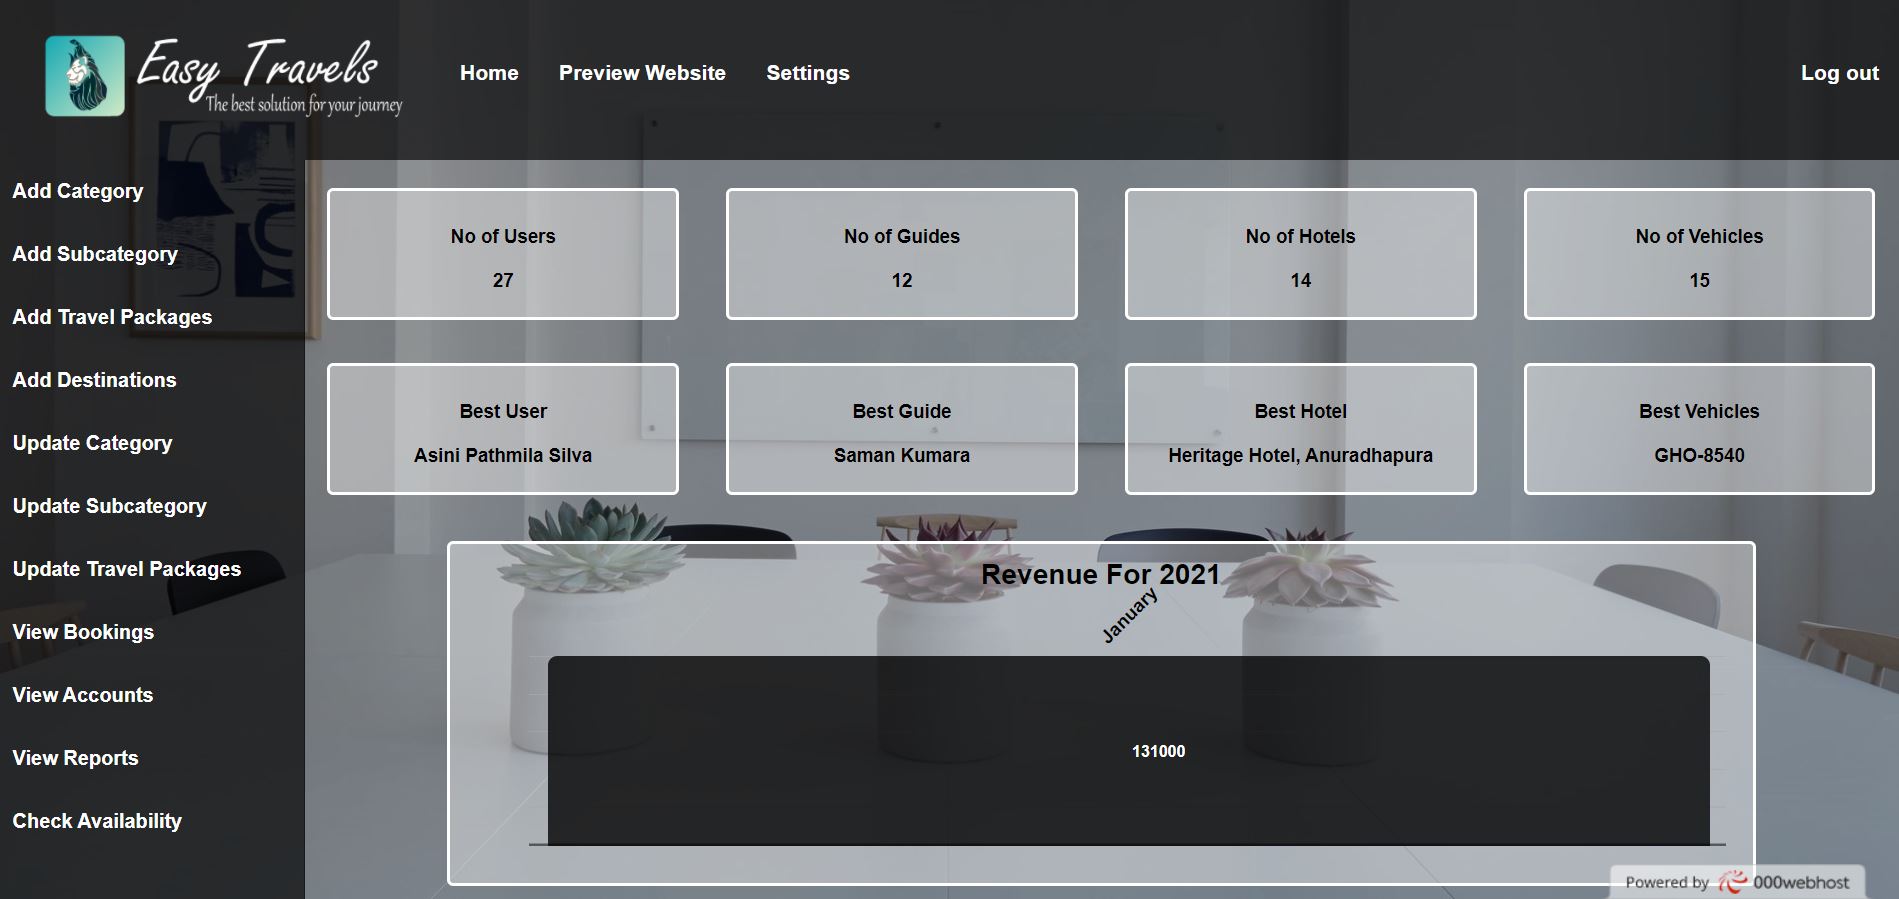 Easy Travels
The best solution for your journey
Home
Preview Website
Settings
Log out
Add Category
Add Subcategory
Add Travel Packages
Add Destinations
Update Category
Update Subcategory
Update Travel Packages
View Bookings
View Accounts
View Reports
Check Availability
No of Users
27
No of Guides
12
No of Hotels
14
No of Vehicles
15
Best User
Asini Pathmila Silva
Best Guide
Saman Kumara
Best Hotel
Heritage Hotel, Anuradhapura
Best Vehicles
GHO-8540
Revenue For 2021
January
131000
Powered by 000webhost